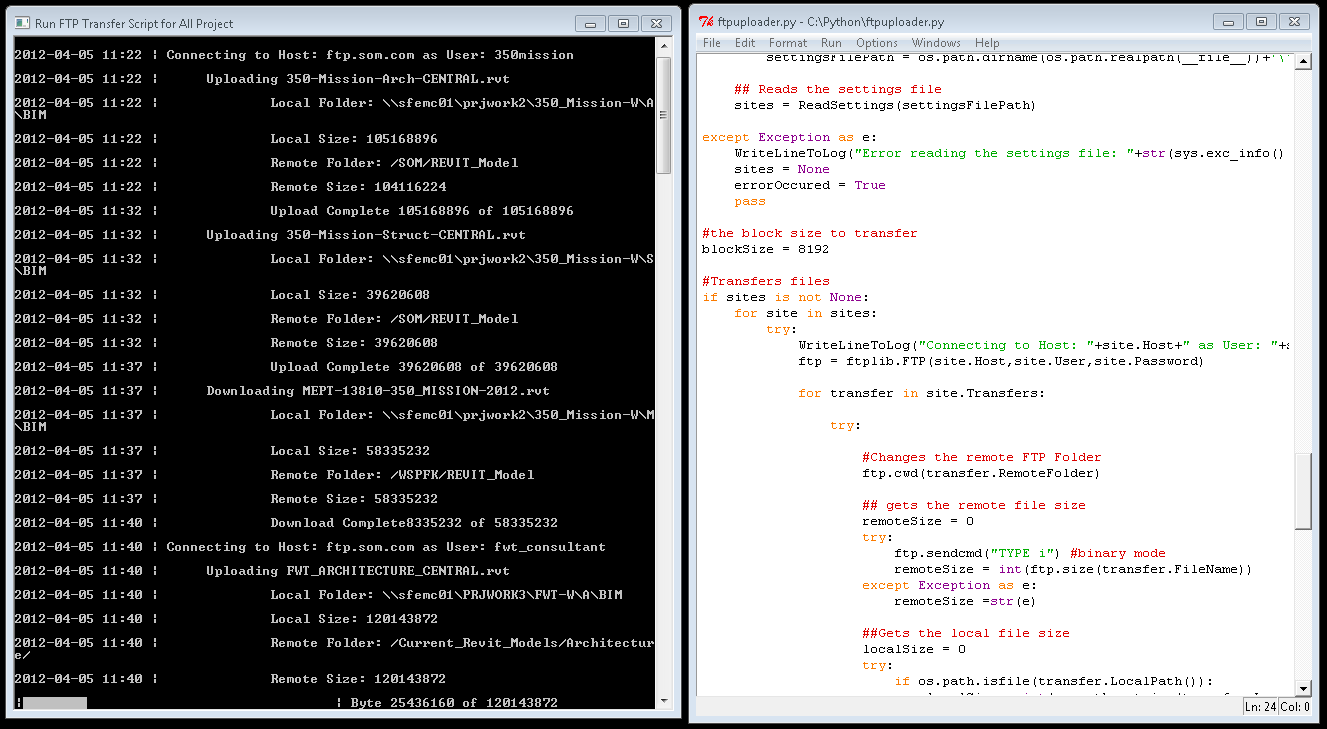 Run FTP Transfer Script for All Project
2012-04-05 11:22 ¦ Connecting to Host: ftp.som.com as User: 350mission
2012-04-05 11:22 ¦ Uploading 350-Mission-Arch-CENTRAL.rvt
2012-04-05 11:22 ¦ Local Folder: \\sfemc01\prjwork2\350_Mission-W\A
\BIM
2012-04-05 11:22 ¦ Local Size: 105168896
2012-04-05 11:22 ¦ Remote Folder: /SOM/REVIT_Model
2012-04-05 11:22 ¦ Remote Size: 104116224
2012-04-05 11:32 ¦ Upload Complete 105168896 of 105168896
2012-04-05 11:32 ¦ Uploading 350-Mission-Struct-CENTRAL.rvt
2012-04-05 11:32 ¦ Local Folder: \\sfemc01\prjwork2\350_Mission-W\S
\BIM
2012-04-05 11:32 ¦ Local Size: 39620608
2012-04-05 11:32 ¦ Remote Folder: /SOM/REVIT_Model
2012-04-05 11:32 ¦ Remote Size: 39620608
2012-04-05 11:37 ¦ Upload Complete 39620608 of 39620608
2012-04-05 11:37 ¦ Downloading MEPT-13810-350_MISSION-2012.rvt
2012-04-05 11:37 ¦ Local Folder: \\sfemc01\prjwork2\350_Mission-W\M
\BIM
2012-04-05 11:37 ¦ Local Size: 58335232
2012-04-05 11:37 ¦ Remote Folder: /WSPFK/REVIT_Model
2012-04-05 11:37 ¦ Remote Size: 58335232
2012-04-05 11:40 ¦ Download Complete8335232 of 58335232
2012-04-05 11:40 ¦ Connecting to Host: ftp.som.com as User: fwt_consultant
2012-04-05 11:40 ¦ Uploading FWT_ARCHITECTURE_CENTRAL.rvt
2012-04-05 11:40 ¦ Local Folder: \\sfemc01\PRJWORK3\FWT-W\A\BIM
2012-04-05 11:40 ¦ Local Size: 120143872
2012-04-05 11:40 ¦ Remote Folder: /Current_Revit_Models/Architectur
e/
2012-04-05 11:40 ¦ Remote Size: 120143872
¦ ¦ Byte 25436160 of 120143872
ftpuploader.py - C:\Python\ftpuploader.py
File Edit Format Run Options Windows Help
settingsFilePath = os.path.dirname(os.path.realpath(__file__))+'\
## Reads the settings file
sites = ReadSettings(settingsFilePath)
except Exception as e:
WriteLineToLog("Error reading the settings file: "+str(sys.exc_info()
sites = None
errorOccured = True
pass
#the block size to transfer
blockSize = 8192
#Transfers files
if sites is not None:
for site in sites:
try:
WriteLineToLog("Connecting to Host: "+site.Host+" as User: "+s
ftp = ftplib.FTP(site.Host,site.User,site.Password)
for transfer in site.Transfers:
try:
#Changes the remote FTP Folder
ftp.cwd(transfer.RemoteFolder)
## gets the remote file size
remoteSize = 0
try:
ftp.sendcmd("TYPE i") #binary mode
remoteSize = int(ftp.size(transfer.FileName))
except Exception as e:
remoteSize =str(e)
##Gets the local file size
localSize = 0
try:
if os.path.isfile(transfer.LocalPath()):
Ln: 24 Col: 0